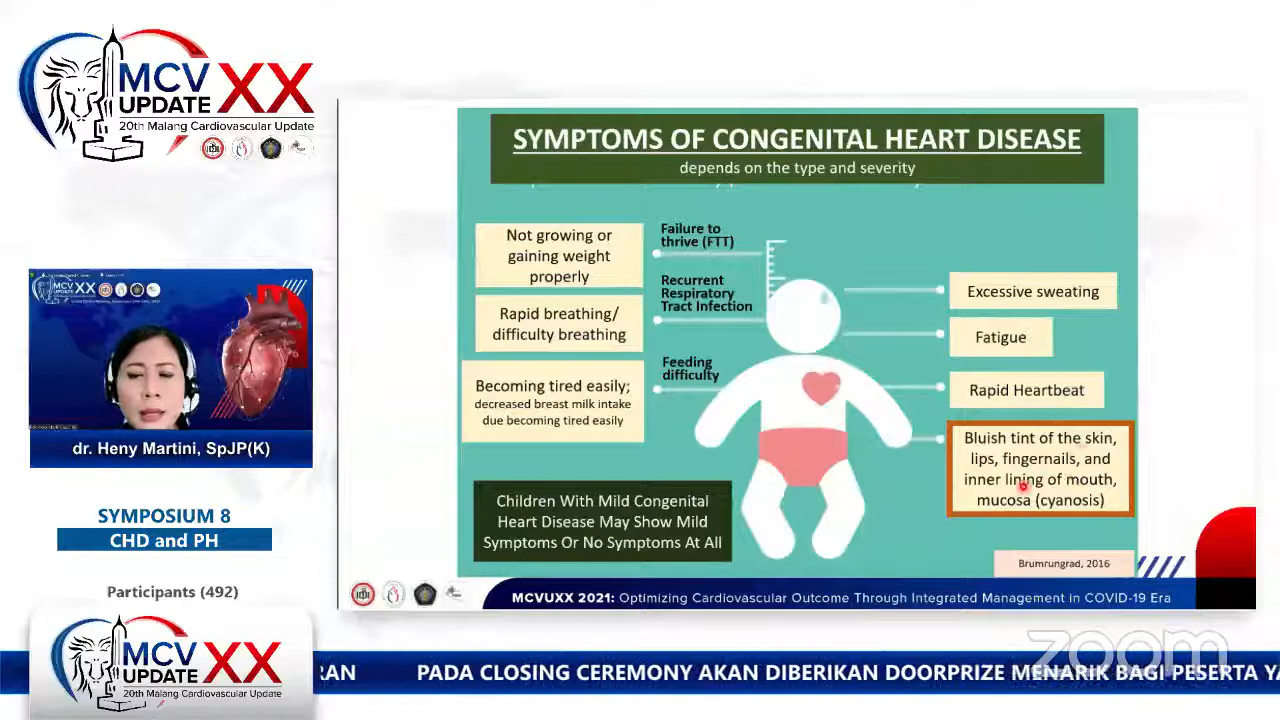 MCV XX
UPDATE
20th Malang Cardiovascular Update
SYMPTOMS OF CONGENITAL HEART DISEASE
depends on the type and severity
Not growing or
gaining weight
properly
Failure to
thrive (FTT)
Rapid breathing/
difficulty breathing
Recurrent
Respiratory
Tract Infection
Becoming tired easily;
decreased breast milk intake
due becoming tired easily
Feeding
difficulty
Excessive sweating
Fatigue
Rapid Heartbeat
Bluish tint of the skin,
lips, fingernails, and
inner lining of mouth,
mucosa (cyanosis)
Children With Mild Congenital
Heart Disease May Show Mild
Symptoms Or No Symptoms At All
Brumrungrad, 2016
MCVUXX 2021: Optimizing Cardiovascular Outcome Through Integrated Management in COVID-19 Era
MCV XX
UPDATE
dr. Heny Martini, SpJP(K)
SYMPOSIUM 8
CHD and PH
Participants (492)
MCV XX
UPDATE
20th Malang Cardiovascular Update
zoom
RAN PADA CLOSING CEREMONY AKAN DIBERIKAN DOORPRIZE MENARIK BAGI PESERTA YA